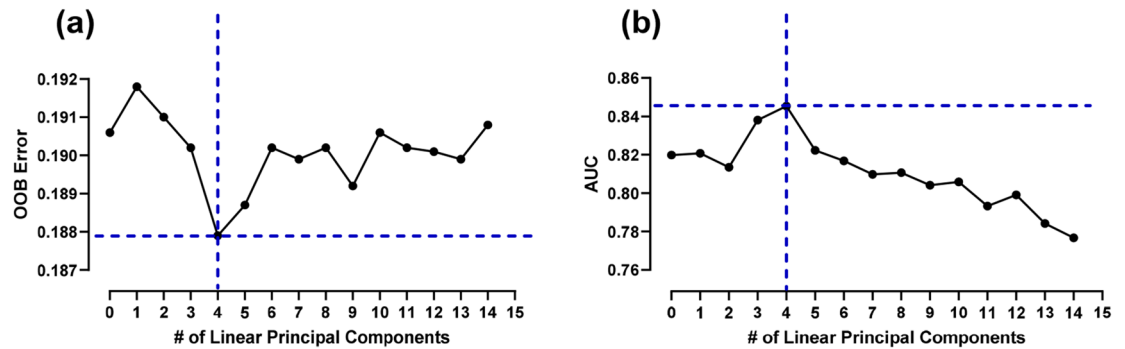 (a)
OOB Error
0.192
0.191
0.190
0.189
0.188
0.187
0 1 2 3 4 5 6 7 8 9 10 11 12 13 14 15
# of Linear Principal Components
(b)
AUC
0.86
0.84
0.82
0.80
0.78
0.76
0 1 2 3 4 5 6 7 8 9 10 11 12 13 14 15
# of Linear Principal Components